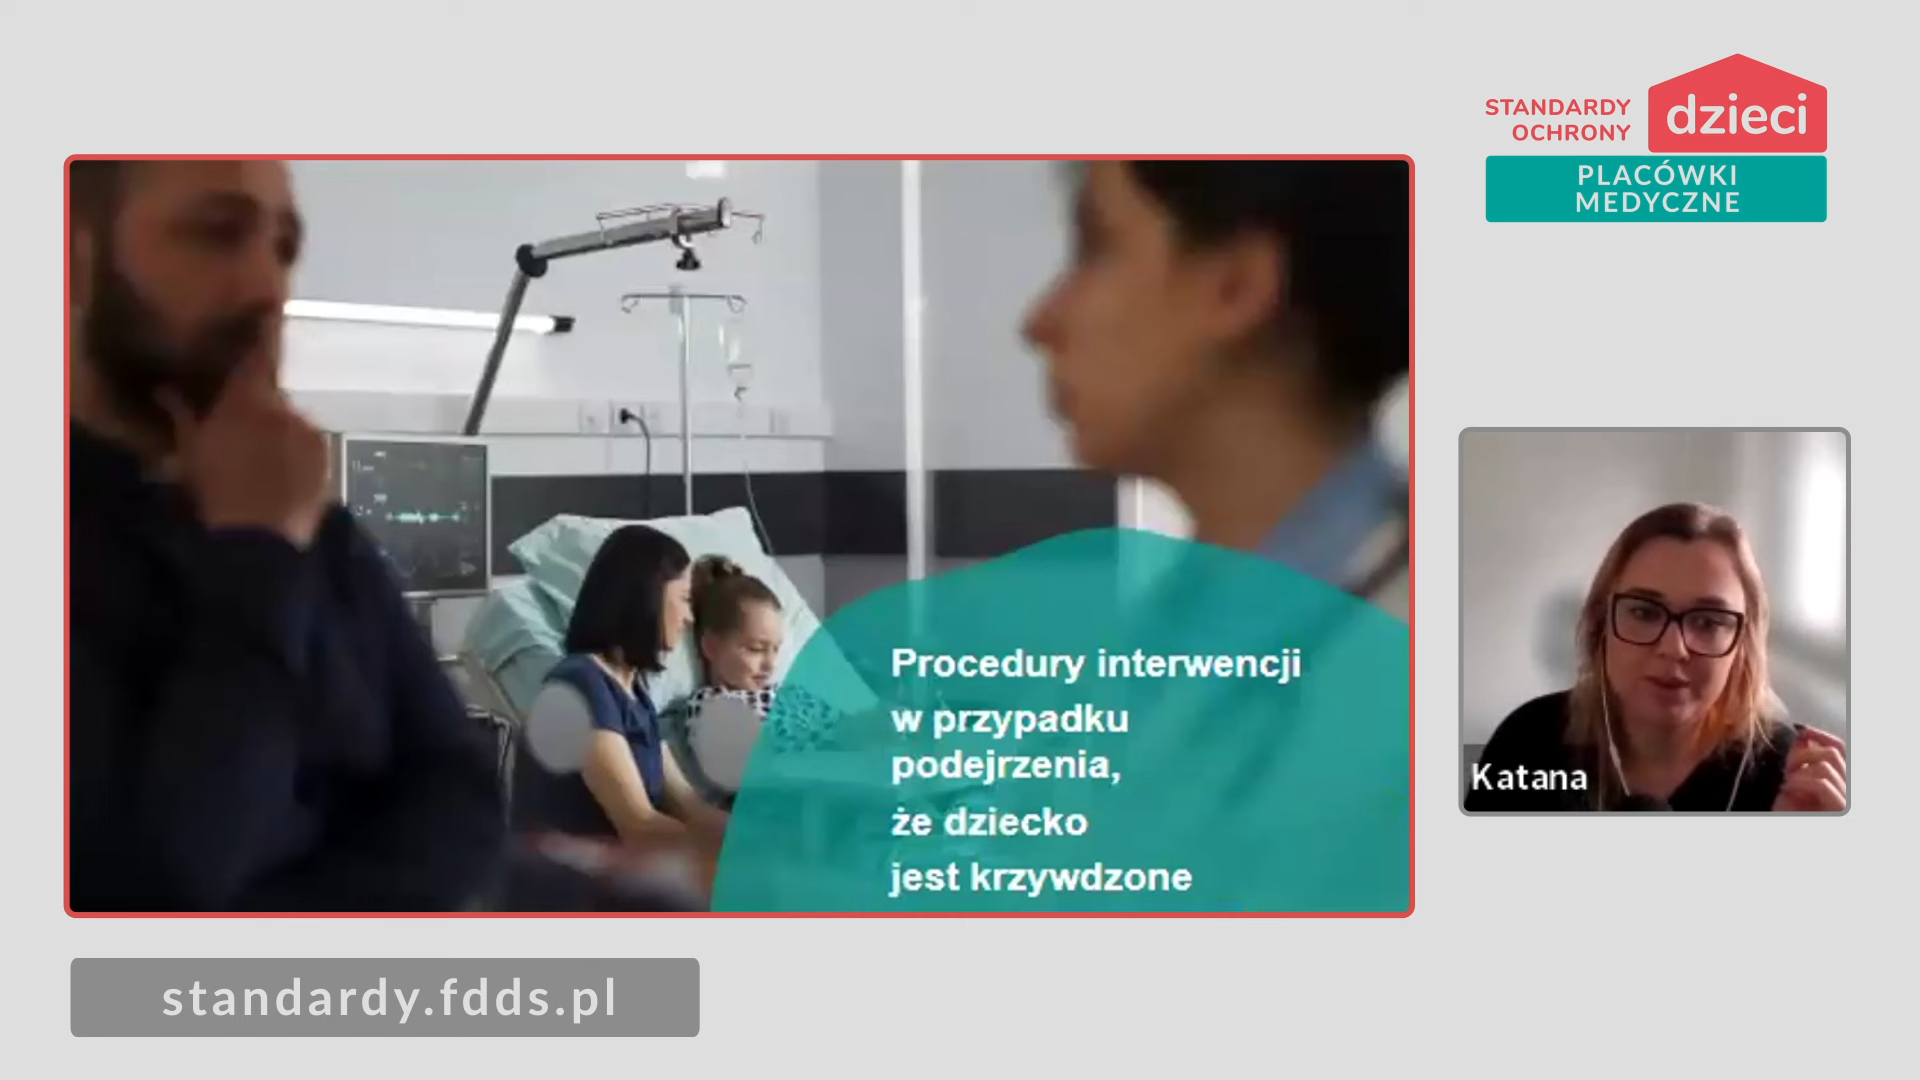 STANDARDY
OCHRONY
dzieci
PLACÓWKI
MEDYCZNE
Procedury interwencji
w przypadku
podejrzenia,
że dziecko
jest krzywdzone
Katana
standardy.fdds.pl